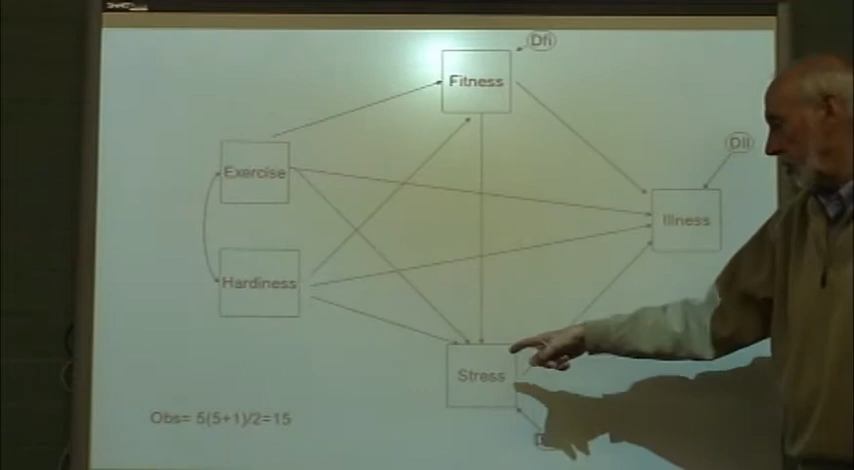 Dfi
Fitness
Dil
Exercise
Illness
Hardiness
Stress
Obs= 5(5+1)/2=15